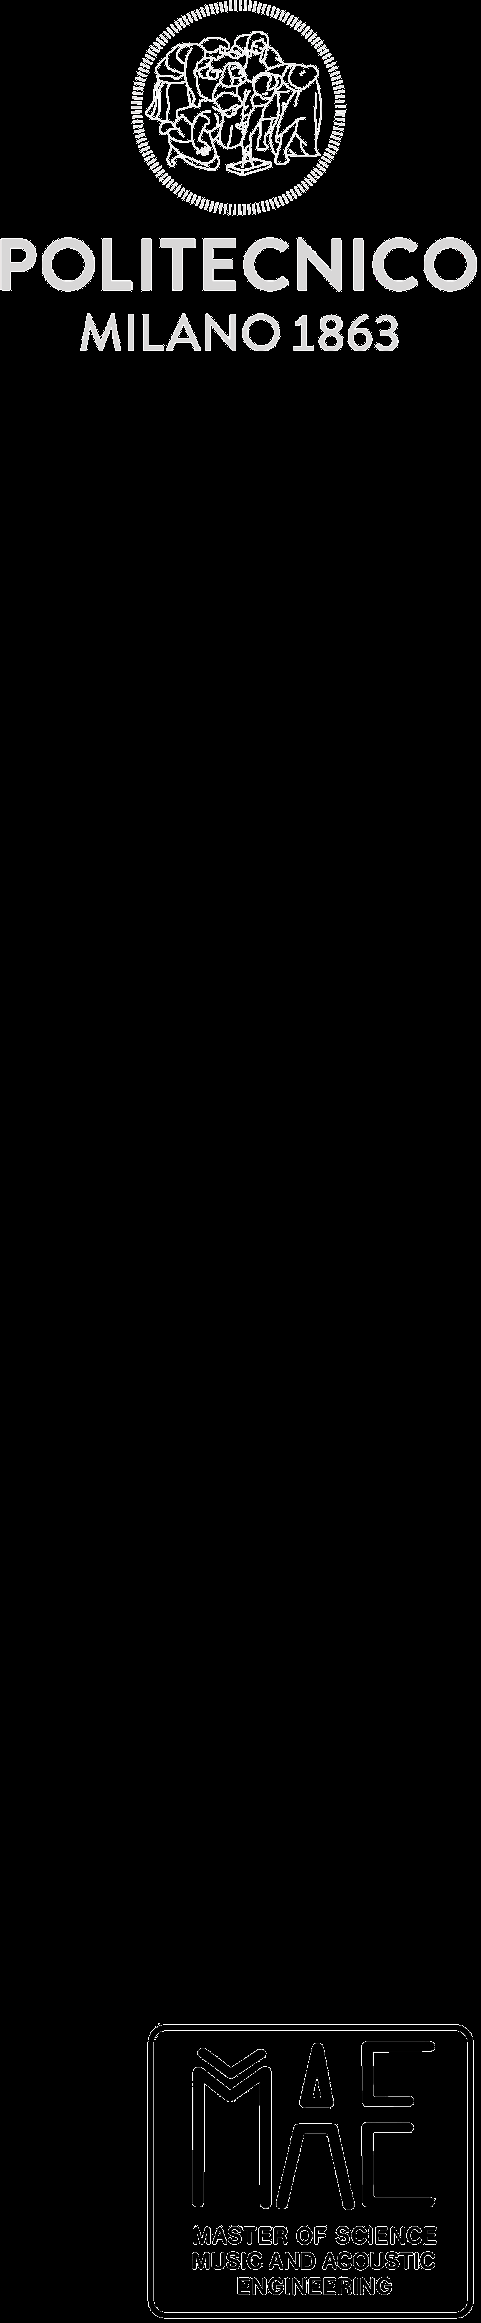 POLITECNICO
MILANO 1863
MAE
MASTER OF SCIENCE
MUSIC AND ACOUSTIC
ENGINEERING